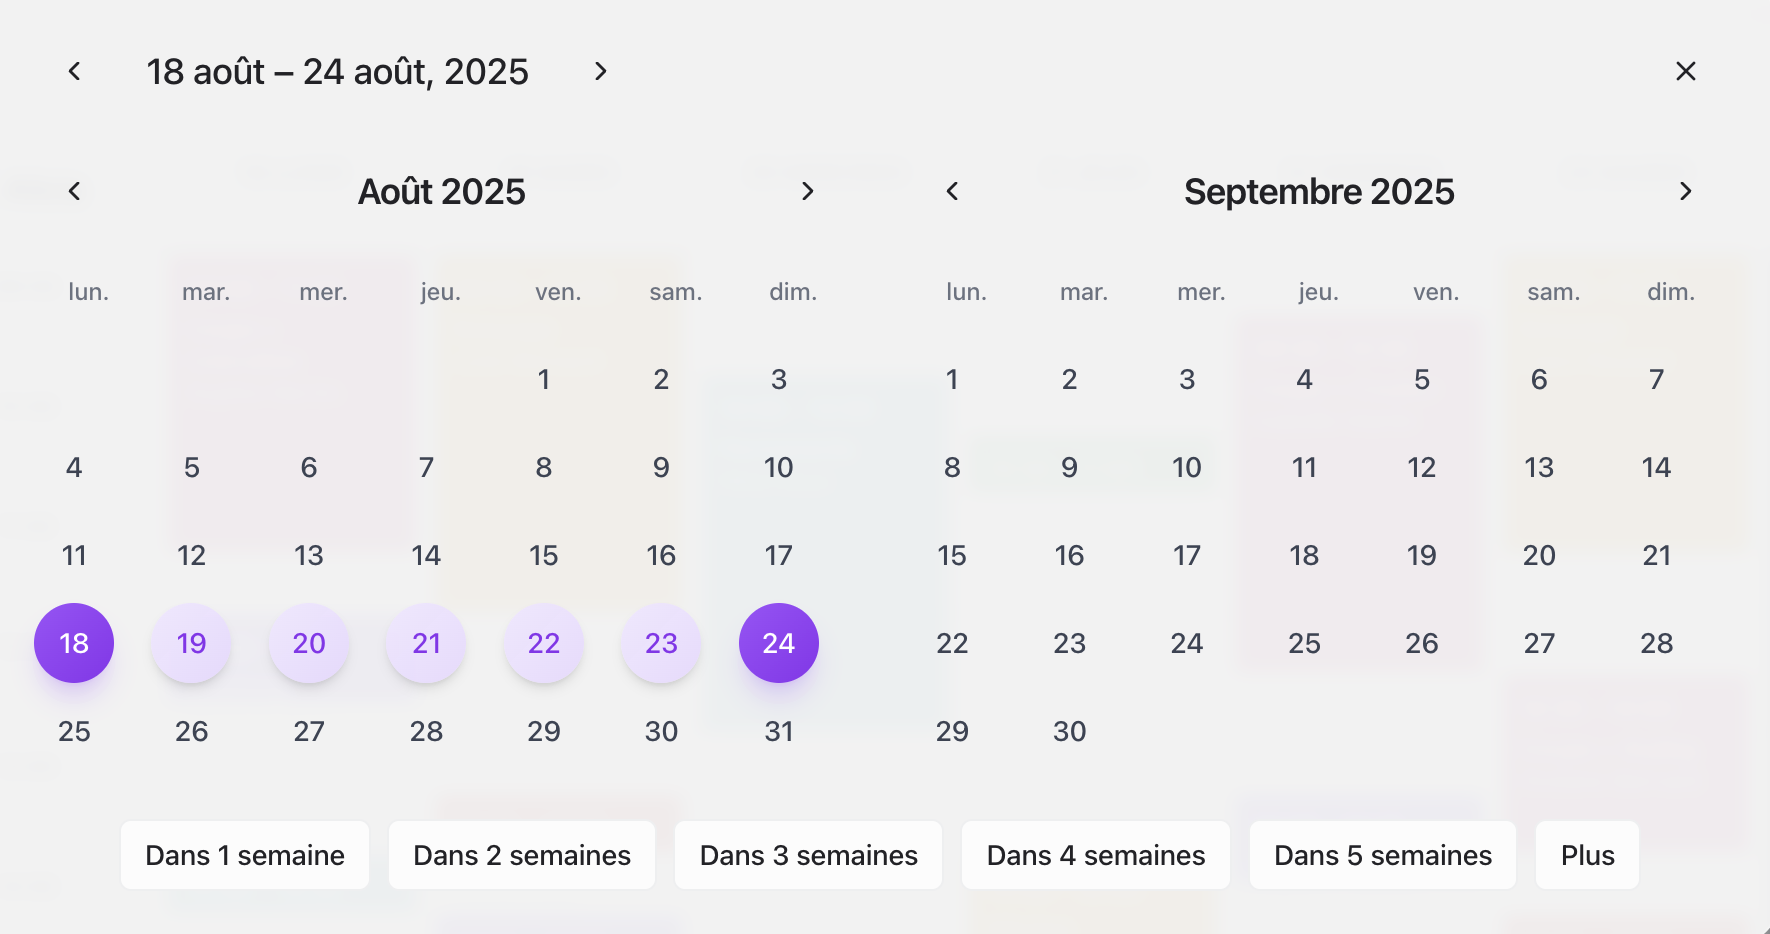 18 août – 24 août, 2025
Août 2025
lun. mar. mer. jeu. ven. sam. dim.
1 2 3
4 5 6 7 8 9 10
11 12 13 14 15 16 17
18 19 20 21 22 23 24
25 26 27 28 29 30 31
Septembre 2025
lun. mar. mer. jeu. ven. sam. dim.
1 2 3 4 5 6 7
8 9 10 11 12 13 14
15 16 17 18 19 20 21
22 23 24 25 26 27 28
29 30
Dans 1 semaine Dans 2 semaines Dans 3 semaines Dans 4 semaines Dans 5 semaines Plus